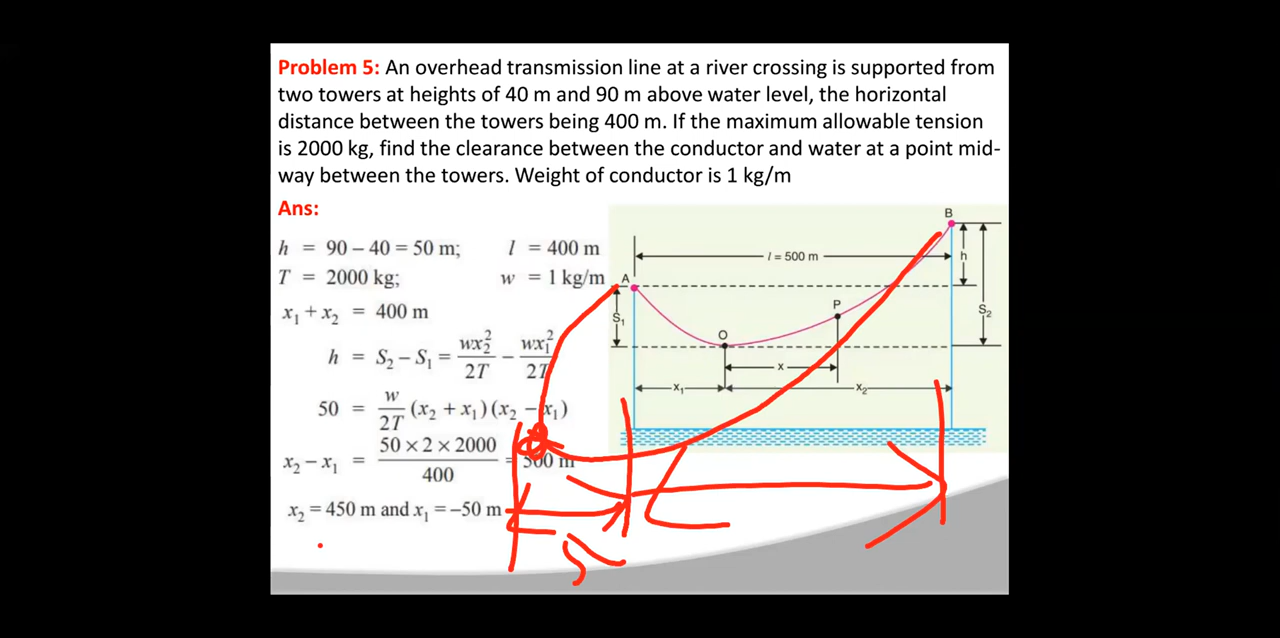 Problem 5: An overhead transmission line at a river crossing is supported from
two towers at heights of 40 m and 90 m above water level, the horizontal
distance between the towers being 400 m. If the maximum allowable tension
is 2000 kg, find the clearance between the conductor and water at a point mid-
way between the towers. Weight of conductor is 1 kg/m
Ans:
h = 90 – 40 = 50 m; l = 400 m
T = 2000 kg; w = 1 kg/m
x₁ + x₂ = 400 m
h = S₂ – S₁ = wx₂²/2T – wx₁²/2T
50 = w/2T (x₂ + x₁) (x₂ – x₁)
x₂ – x₁ = 50 × 2 × 2000/400 = 500 m
x₂ = 450 m and x₁ = –50 m
B
l = 500 m
h
A
S₁
P
S₂
O
x
x₁
x₂